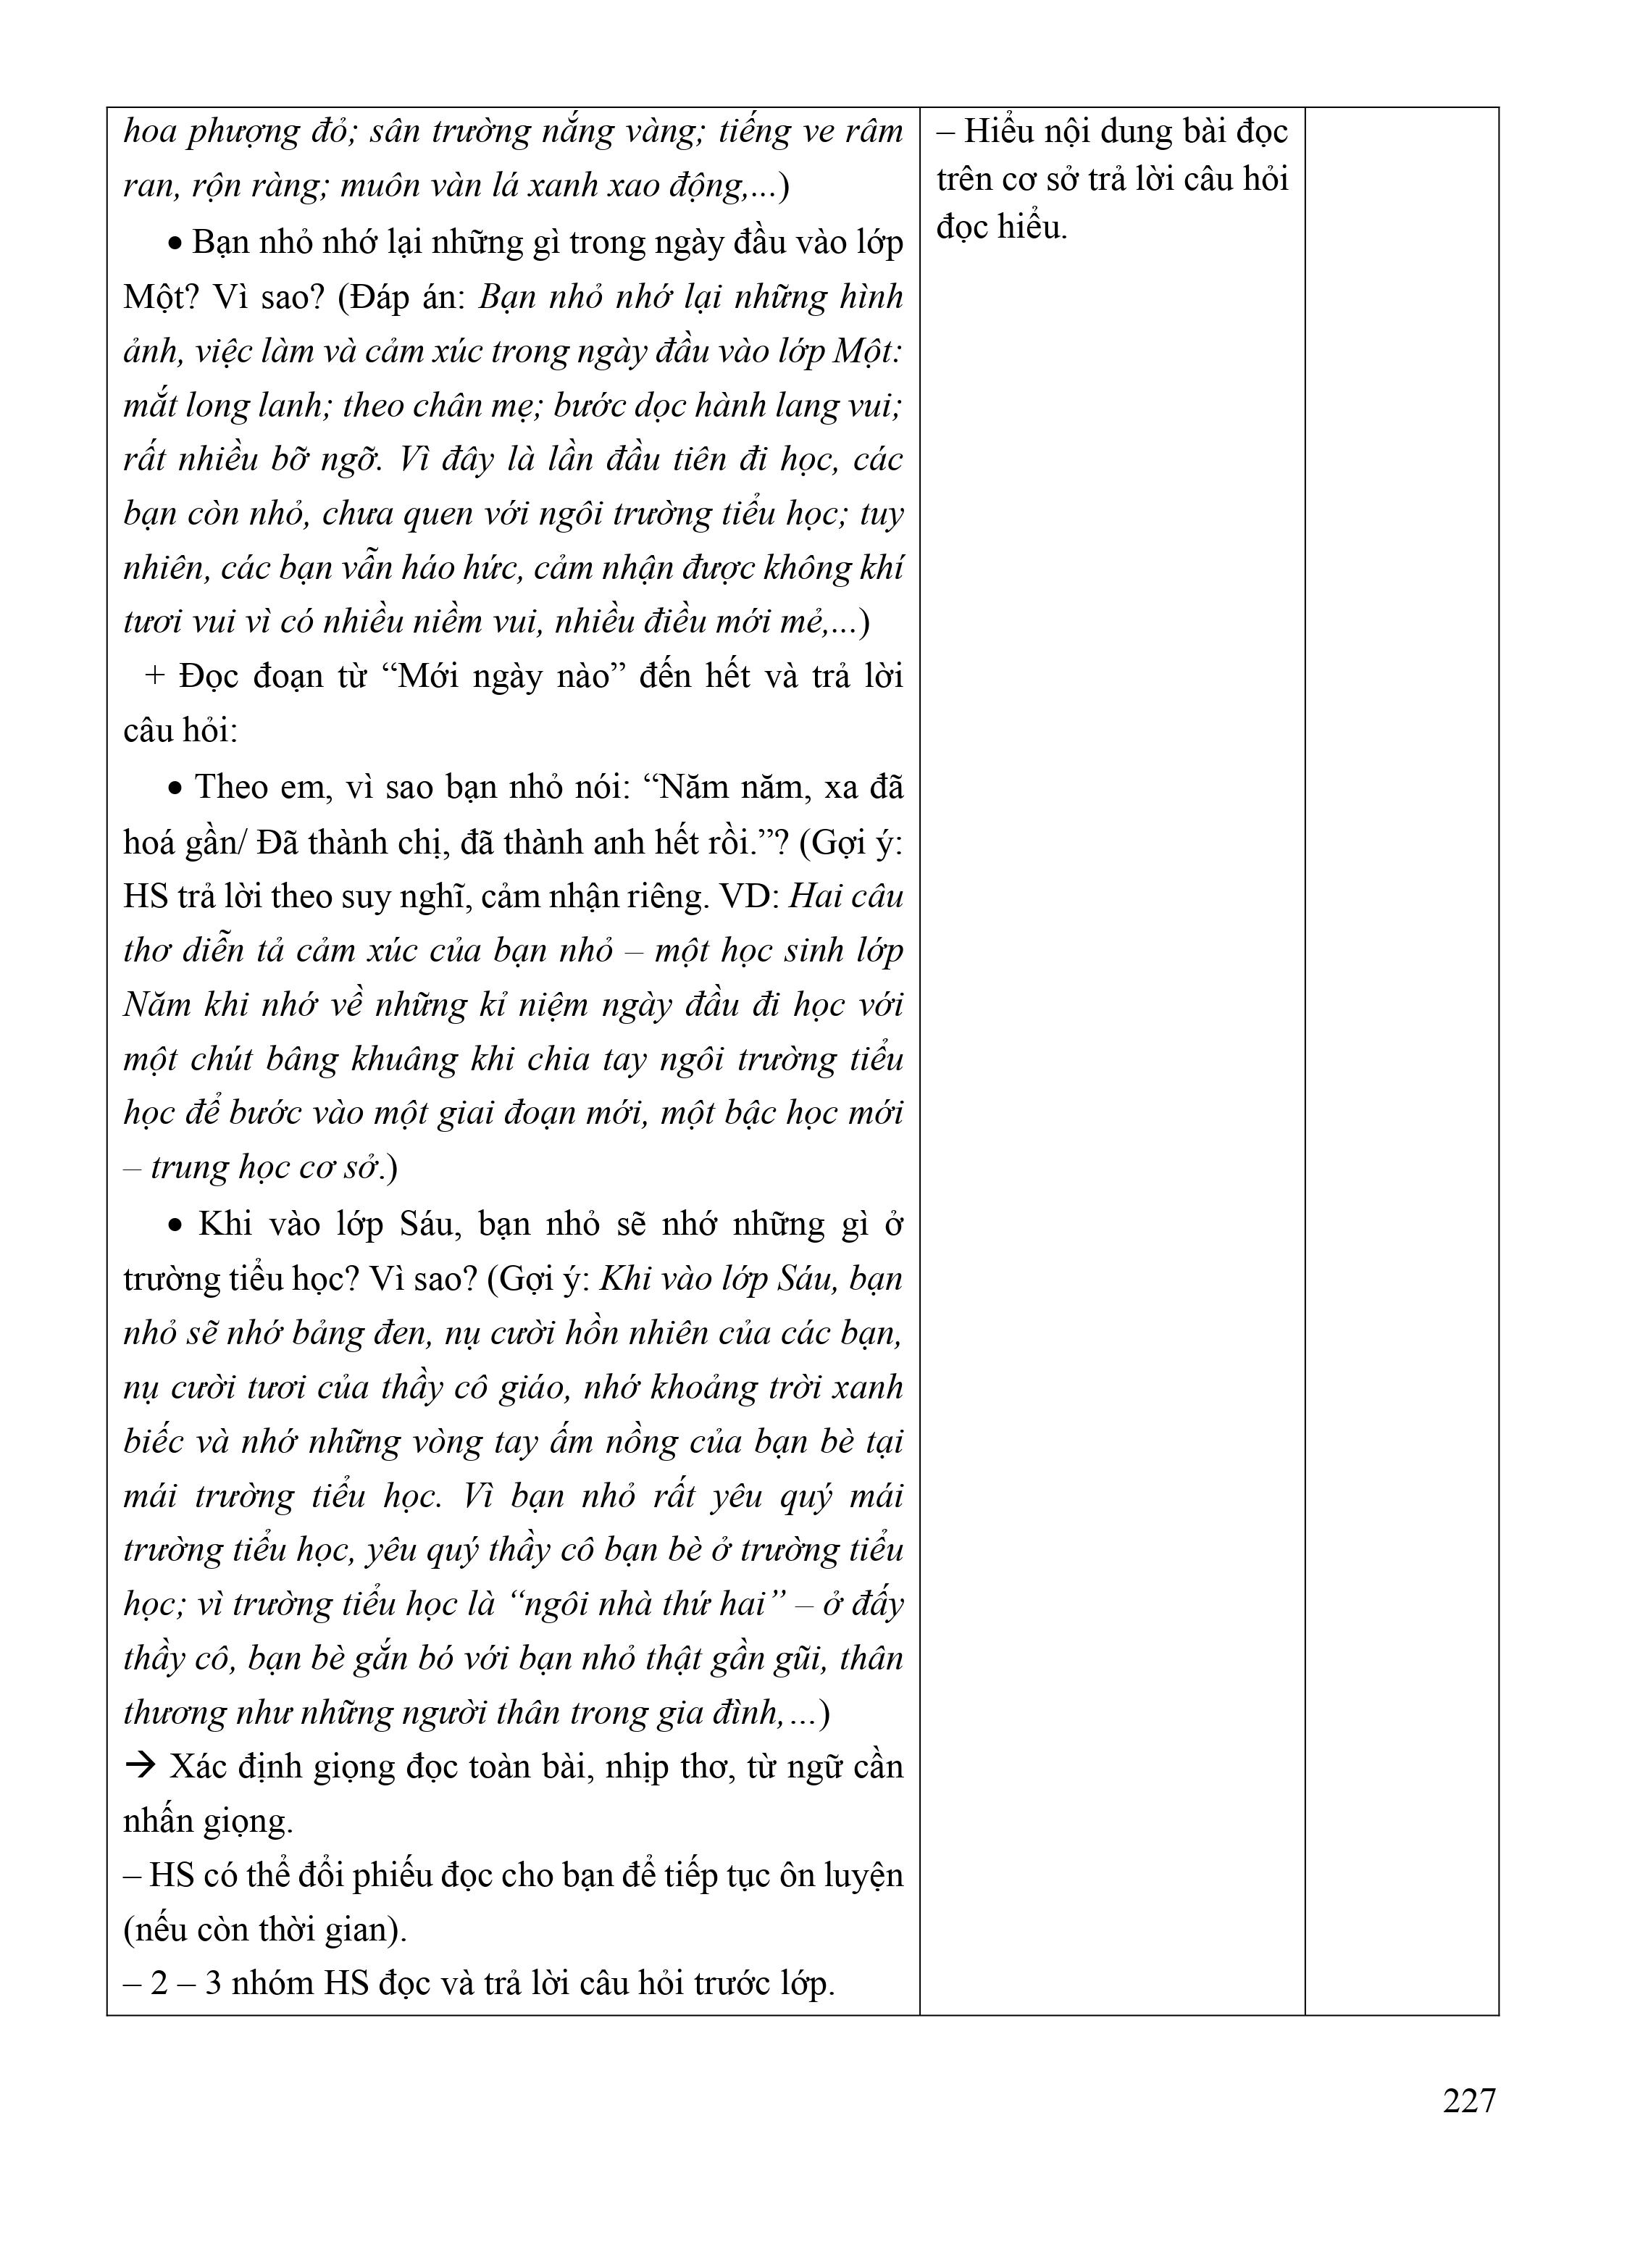 hoa phượng đỏ; sân trường nắng vàng; tiếng ve râm
ran, rộn ràng; muôn vàn lá xanh xao động,...)
• Bạn nhỏ nhớ lại những gì trong ngày đầu vào lớp
Một? Vì sao? (Đáp án: Bạn nhỏ nhớ lại những hình
ảnh, việc làm và cảm xúc trong ngày đầu vào lớp Một:
mắt long lanh; theo chân mẹ; bước dọc hành lang vui;
rất nhiều bỡ ngỡ. Vì đây là lần đầu tiên đi học, các
bạn còn nhỏ, chưa quen với ngôi trường tiểu học; tuy
nhiên, các bạn vẫn háo hức, cảm nhận được không khí
tươi vui vì có nhiều niềm vui, nhiều điều mới mẻ,...)
+ Đọc đoạn từ “Mới ngày nào” đến hết và trả lời
câu hỏi:
• Theo em, vì sao bạn nhỏ nói: “Năm năm, xa đã
hoá gần/ Đã thành chị, đã thành anh hết rồi.”? (Gợi ý:
HS trả lời theo suy nghĩ, cảm nhận riêng. VD: Hai câu
thơ diễn tả cảm xúc của bạn nhỏ – một học sinh lớp
Năm khi nhớ về những kỉ niệm ngày đầu đi học với
một chút bâng khuâng khi chia tay ngôi trường tiểu
học để bước vào một giai đoạn mới, một bậc học mới
– trung học cơ sở.)
• Khi vào lớp Sáu, bạn nhỏ sẽ nhớ những gì ở
trường tiểu học? Vì sao? (Gợi ý: Khi vào lớp Sáu, bạn
nhỏ sẽ nhớ bảng đen, nụ cười hồn nhiên của các bạn,
nụ cười tươi của thầy cô giáo, nhớ khoảng trời xanh
biếc và nhớ những vòng tay ấm nồng của bạn bè tại
mái trường tiểu học. Vì bạn nhỏ rất yêu quý mái
trường tiểu học, yêu quý thầy cô bạn bè ở trường tiểu
học; vì trường tiểu học là “ngôi nhà thứ hai” – ở đấy
thầy cô, bạn bè gắn bó với bạn nhỏ thật gần gũi, thân
thương như những người thân trong gia đình,...)
→ Xác định giọng đọc toàn bài, nhịp thơ, từ ngữ cần
nhấn giọng.
– HS có thể đổi phiếu đọc cho bạn để tiếp tục ôn luyện
(nếu còn thời gian).
– 2 – 3 nhóm HS đọc và trả lời câu hỏi trước lớp.
– Hiểu nội dung bài đọc
trên cơ sở trả lời câu hỏi
đọc hiểu.
227